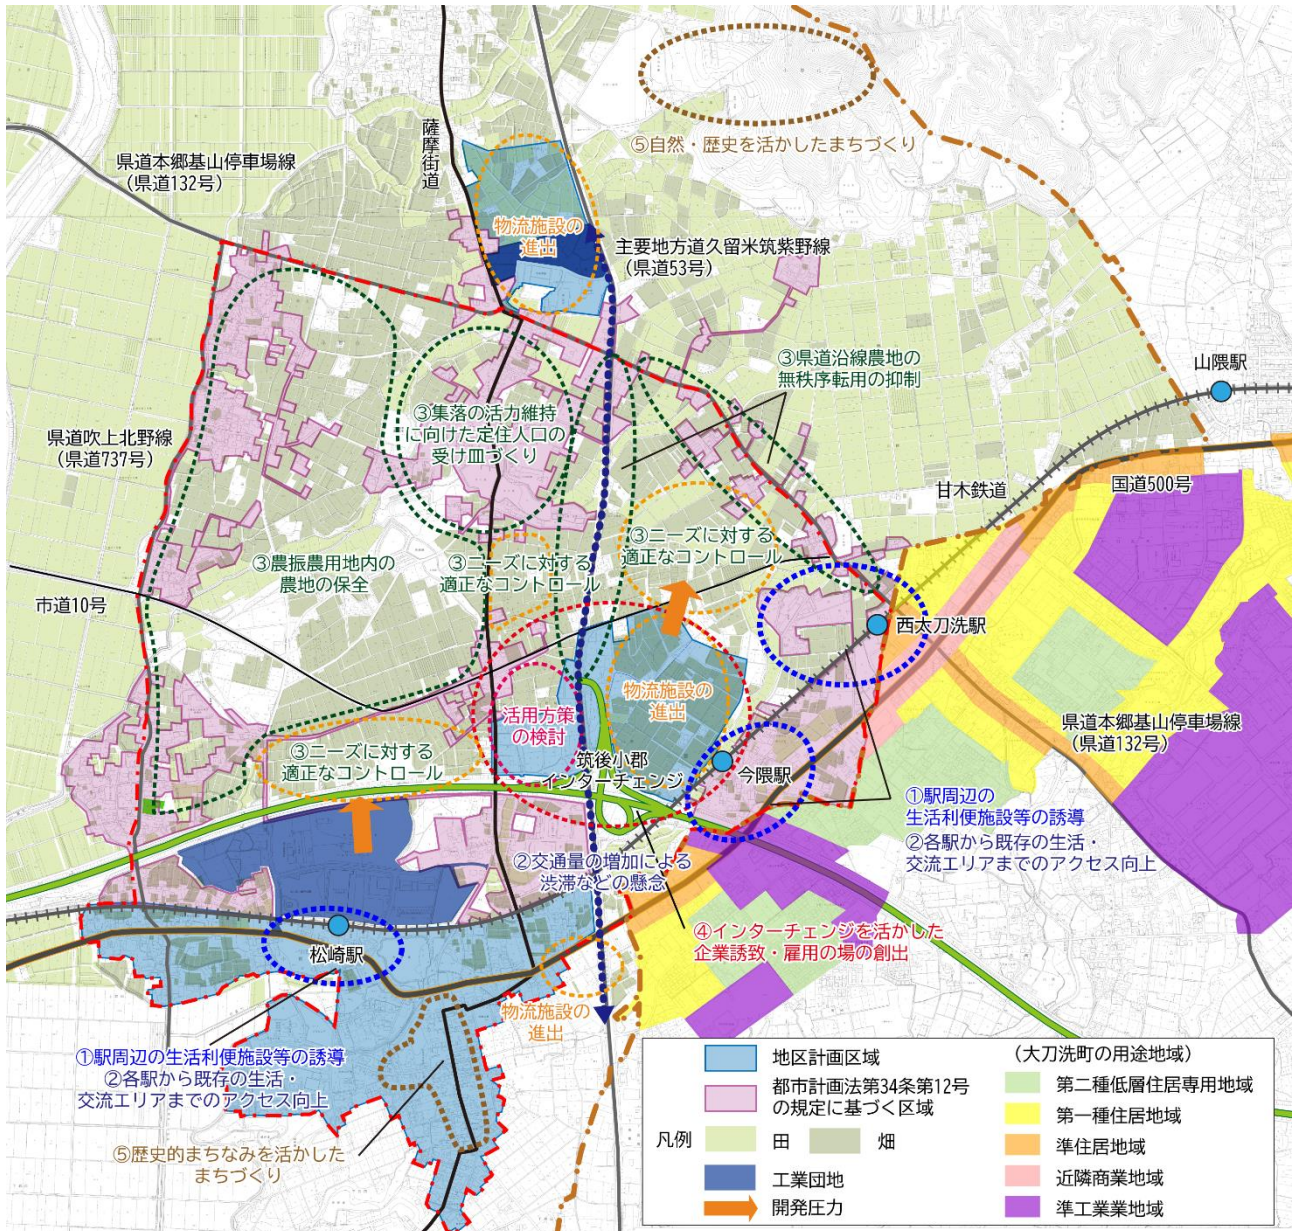 ⑤自然・歴史を活かしたまちづくり
薩摩街道
県道本郷基山停車場線
（県道132号）
物流施設の
進出
主要地方道久留米筑紫野線
（県道53号）
③県道沿線農地の
無秩序転用の抑制
山隈駅
③集落の活力維持
に向けた定住人口の
受け皿づくり
県道吹上北野線
（県道737号）
甘木鉄道
国道500号
③ニーズに対する
適正なコントロール
③ニーズに対する
適正なコントロール
③農振農用地内の
農地の保全
市道10号
西太刀洗駅
物流施設の
進出
活用方策
の検討
県道本郷基山停車場線
（県道132号）
③ニーズに対する
適正なコントロール
筑後小郡
インターチェンジ
今隈駅
①駅周辺の
生活利便施設等の誘導
②各駅から既存の生活・
交流エリアまでのアクセス向上
②交通量の増加による
渋滞などの懸念
④インターチェンジを活かした
企業誘致・雇用の場の創出
松崎駅
物流施設の
進出
①駅周辺の生活利便施設等の誘導
②各駅から既存の生活・
交流エリアまでのアクセス向上
⑤歴史的まちなみを活かした
まちづくり
凡例
地区計画区域
都市計画法第34条第12号
の規定に基づく区域
田
畑
工業団地
開発圧力
（大刀洗町の用途地域）
第二種低層住居専用地域
第一種住居地域
準住居地域
近隣商業地域
準工業業地域